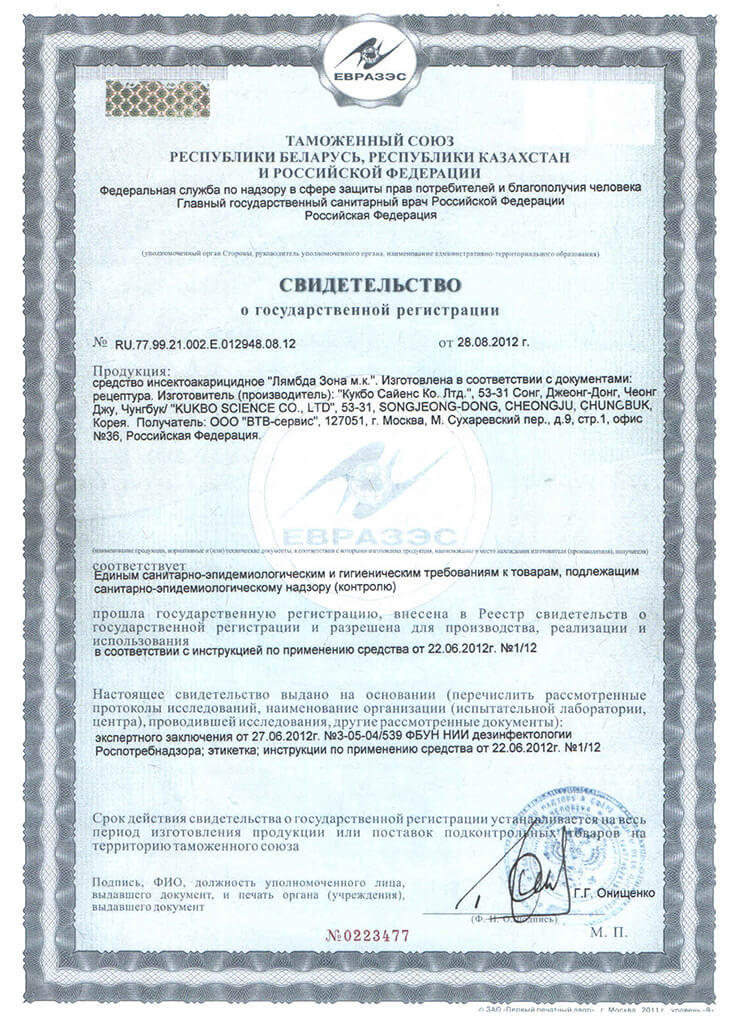 ЕВРАЗЭС
ТАМОЖЕННЫЙ СОЮЗ
РЕСПУБЛИКИ БЕЛАРУСЬ, РЕСПУБЛИКИ КАЗАХСТАН
И РОССИЙСКОЙ ФЕДЕРАЦИИ
Федеральная служба по надзору в сфере защиты прав потребителей и благополучия человека
Главный государственный санитарный врач Российской Федерации
Российская Федерация
(уполномоченный орган Стороны, руководитель уполномоченного органа, наименование административно-территориального образования)
СВИДЕТЕЛЬСТВО
о государственной регистрации
№ RU.77.99.21.002.Е.012948.08.12 от 28.08.2012 г.
Продукция:
средство инсектоакарицидное "Лямбда Зона м.к.". Изготовлена в соответствии с документами:
рецептура. Изготовитель (производитель): "Кукбо Сайенс Ко. Лтд.", 53-31 Сонг, Джеонг-Донг, Чеонг
Джу, Чунгбук/ "KUKBO SCIENCE CO., LTD", 53-31, SONGJEONG-DONG, CHEONGJU, CHUNGBUK,
Корея. Получатель: ООО "ВТВ-сервис", 127051, г. Москва, М. Сухаревский пер., д.9, стр.1, офис
№36, Российская Федерация.
ЕВРАЗЭС
(наименование продукции, нормативные и (или) технические документы, в соответствии с которыми изготовлена продукция, наименование и место нахождения изготовителя (производителя), получателя)
соответствует
Единым санитарно-эпидемиологическим и гигиеническим требованиям к товарам, подлежащим
санитарно-эпидемиологическому надзору (контролю)
прошла государственную регистрацию, внесена в Реестр свидетельств о
государственной регистрации и разрешена для производства, реализации и
использования
в соответствии с инструкцией по применению средства от 22.06.2012г. №1/12
Настоящее свидетельство выдано на основании (перечислить рассмотренные
протоколы исследований, наименование организации (испытательной лаборатории,
центра), проводившей исследования, другие рассмотренные документы):
экспертного заключения от 27.06.2012г. №3-05-04/539 ФБУН НИИ дезинфектологии
Роспотребнадзора; этикетка; инструкции по применению средства от 22.06.2012г. №1/12
Срок действия свидетельства о государственной регистрации устанавливается на весь
период изготовления продукции или поставок подконтрольных товаров на
территорию таможенного союза
Подпись, ФИО, должность уполномоченного лица,
выдавшего документ, и печать органа (учреждения),
выдавшего документ
Г.Г. Онищенко
(Ф. И. О./подпись)
М. П.
№0223477
© ЗАО «Первый печатный двор», г. Москва, 2011 г., уровень «В»